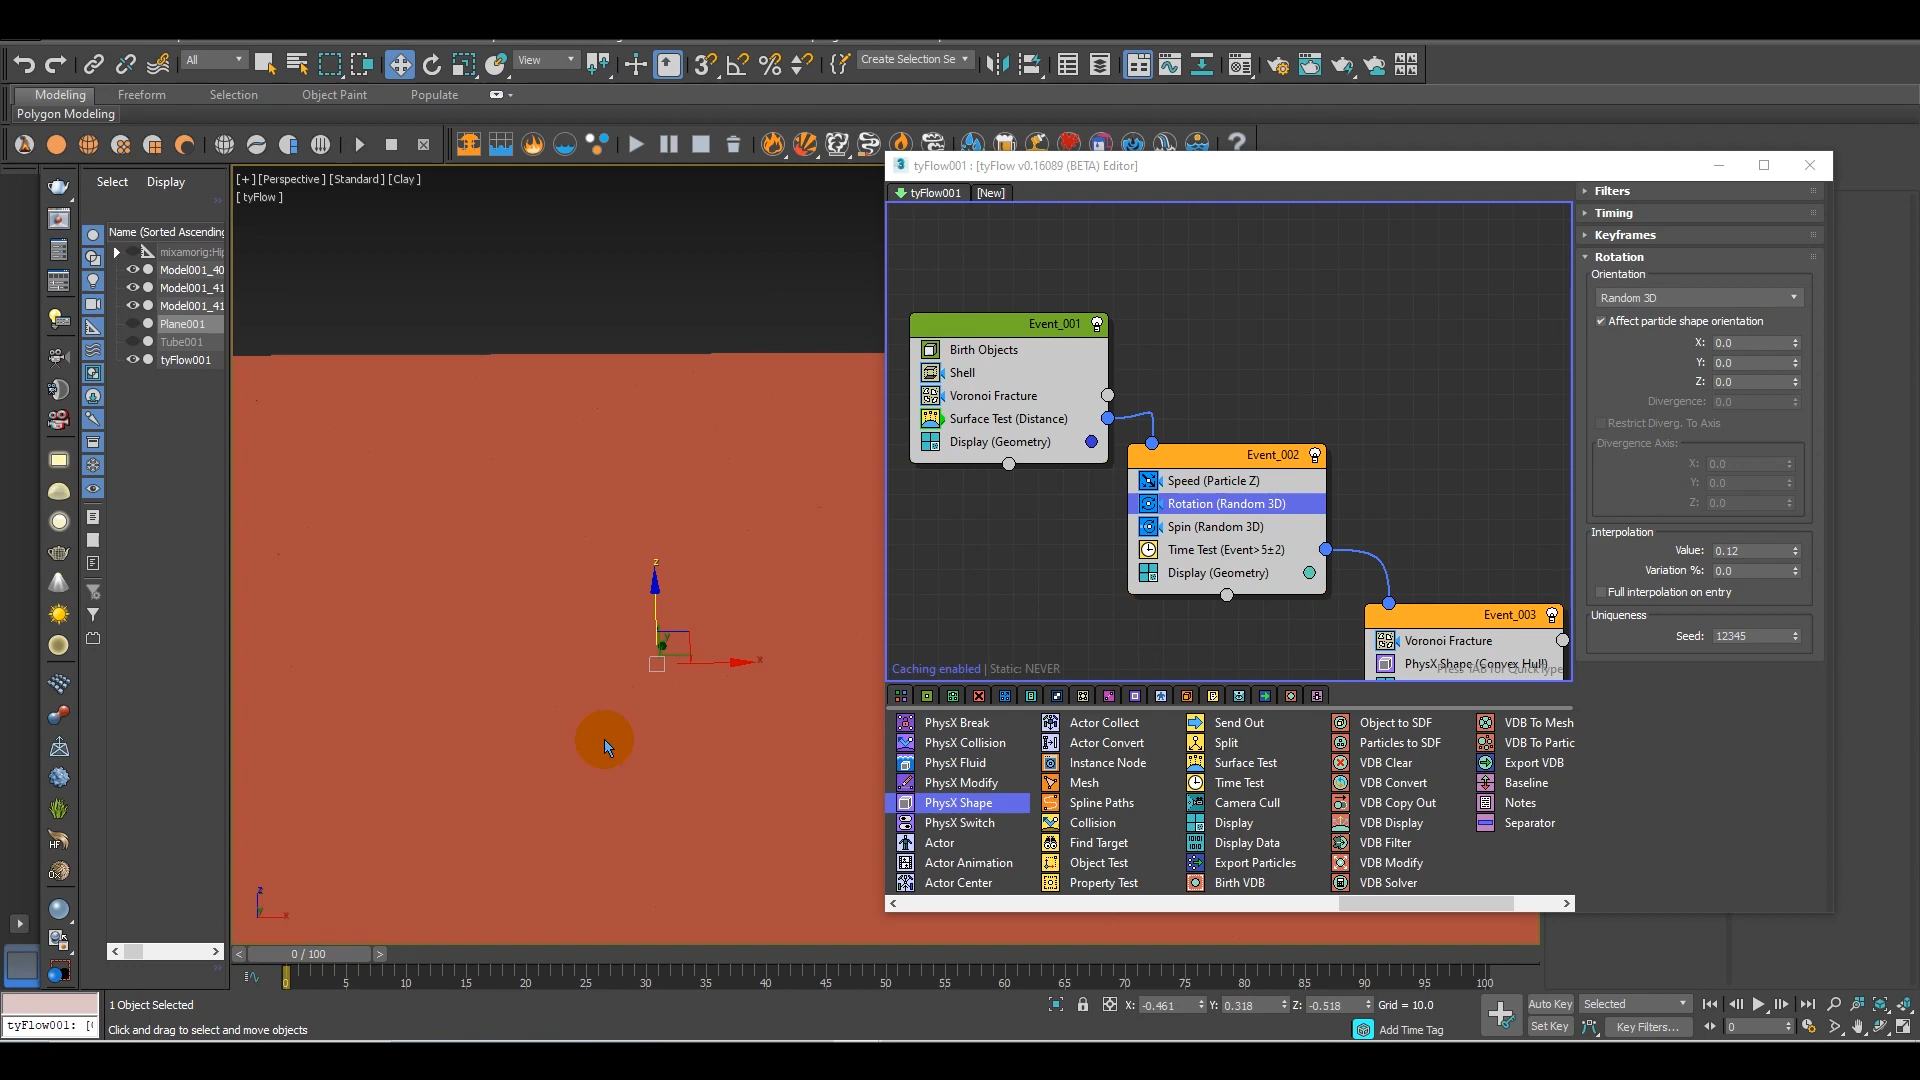 All
View
Create Selection Se
Modeling
Freeform
Selection
Object Paint
Populate
Polygon Modeling
tyFlow001 : [tyFlow v0.16089 (BETA) Editor]
Select
Display
[+] [Perspective ] [Standard ] [Clay ]
[ tyFlow ]
Name (Sorted Ascending
mixamorig:Hi
Model001_40
Model001_41
Model001_41
Plane001
Tube001
tyFlow001
tyFlow001
[New]
Event_001
Birth Objects
Shell
Voronoi Fracture
Surface Test (Distance)
Display (Geometry)
Event_002
Speed (Particle Z)
Rotation (Random 3D)
Spin (Random 3D)
Time Test (Event>5±2)
Display (Geometry)
Event_003
Voronoi Fracture
PhysX Shape (Convex Hull)
Caching enabled | Static: NEVER
Filters
Timing
Keyframes
Rotation
Orientation
Random 3D
Affect particle shape orientation
X: 0.0
Y: 0.0
Z: 0.0
Divergence: 0.0
Restrict Diverg. To Axis
Divergence Axis:
X: 0.0
Y: 0.0
Z: 0.0
Interpolation
Value: 0.12
Variation %: 0.0
Full interpolation on entry
Uniqueness
Seed: 12345
PhysX Break
PhysX Collision
PhysX Fluid
PhysX Modify
PhysX Shape
PhysX Switch
Actor
Actor Animation
Actor Center
Actor Collect
Actor Convert
Instance Node
Mesh
Spline Paths
Collision
Find Target
Object Test
Property Test
Send Out
Split
Surface Test
Time Test
Camera Cull
Display
Display Data
Export Particles
Birth VDB
Object to SDF
Particles to SDF
VDB Clear
VDB Convert
VDB Copy Out
VDB Display
VDB Filter
VDB Modify
VDB Solver
VDB To Mesh
VDB To Partic
Export VDB
Baseline
Notes
Separator
z
y
x
z
y
x
0 / 100
0 5 10 15 20 25 30 35 40 45 50 55 60 65 70 75 80 85 90 95 100
1 Object Selected
X: -0.461 Y: 0.318 Z: -0.518 Grid = 10.0
Auto Key
Selected
tyFlow001: [
Click and drag to select and move objects
Add Time Tag
Set Key
Key Filters...
0